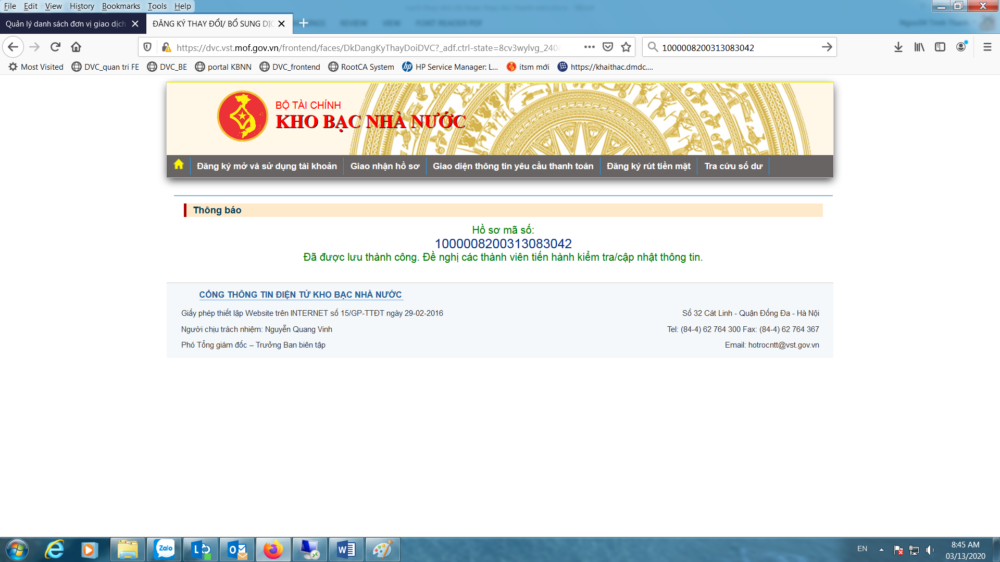 File Edit View History Bookmarks Tools Help
Quản lý danh sách đơn vị giao dịch
ĐĂNG KÝ THAY ĐỔI/ BỔ SUNG DỊC
REVIEW VIEW FOXIT READER PDF
https://dvc.vst.mof.gov.vn/frontend/faces/DkDangKyThayDoiDVC?_adf.ctrl-state=8cv3wylvg_2408
1000008200313083042
Most Visited DVC_quan tri FE DVC_BE portal KBNN DVC_frontend RootCA System HP Service Manager: L... itsm mới https://khaithac.dmdc....
BỘ TÀI CHÍNH
KHO BẠC NHÀ NƯỚC
Đăng ký mở và sử dụng tài khoản Giao nhận hồ sơ Giao diện thông tin yêu cầu thanh toán Đăng ký rút tiền mặt Tra cứu số dư
Thông báo
Hồ sơ mã số:
1000008200313083042
Đã được lưu thành công. Đề nghị các thành viên tiến hành kiểm tra/cập nhật thông tin.
CỔNG THÔNG TIN ĐIỆN TỬ KHO BẠC NHÀ NƯỚC
Giấy phép thiết lập Website trên INTERNET số 15/GP-TTĐT ngày 29-02-2016
Số 32 Cát Linh - Quận Đống Đa - Hà Nội
Người chịu trách nhiệm: Nguyễn Quang Vinh
Tel: (84-4) 62 764 300 Fax: (84-4) 62 764 367
Phó Tổng giám đốc – Trưởng Ban biên tập
Email: hotrocntt@vst.gov.vn
Zalo
EN
8:45 AM
03/13/2020